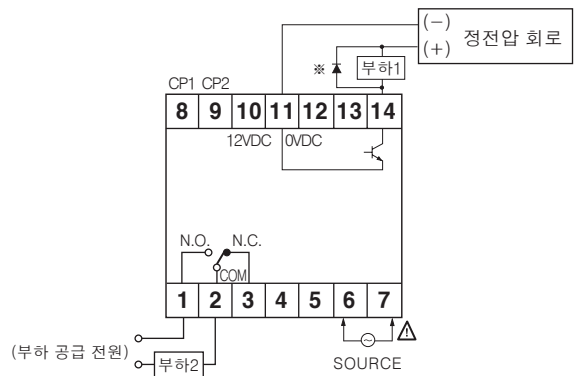 (−)
(+)
정전압 회로
※
부하1
CP1 CP2
8 9 10 11 12 13 14
12VDC 0VDC
N.O. N.C.
COM
1 2 3 4 5 6 7
(부하 공급 전원)
부하2
SOURCE